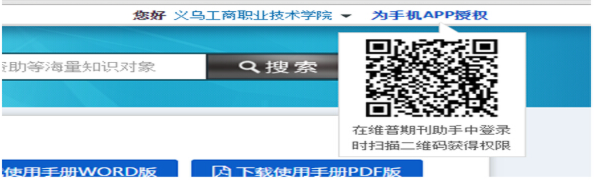 您好 义乌工商职业技术学院 为手机APP授权
资助等海量知识对象 搜索
在维普期刊助手中登录
时扫描二维码获得权限
使用手册WORD版 下载使用手册PDF版